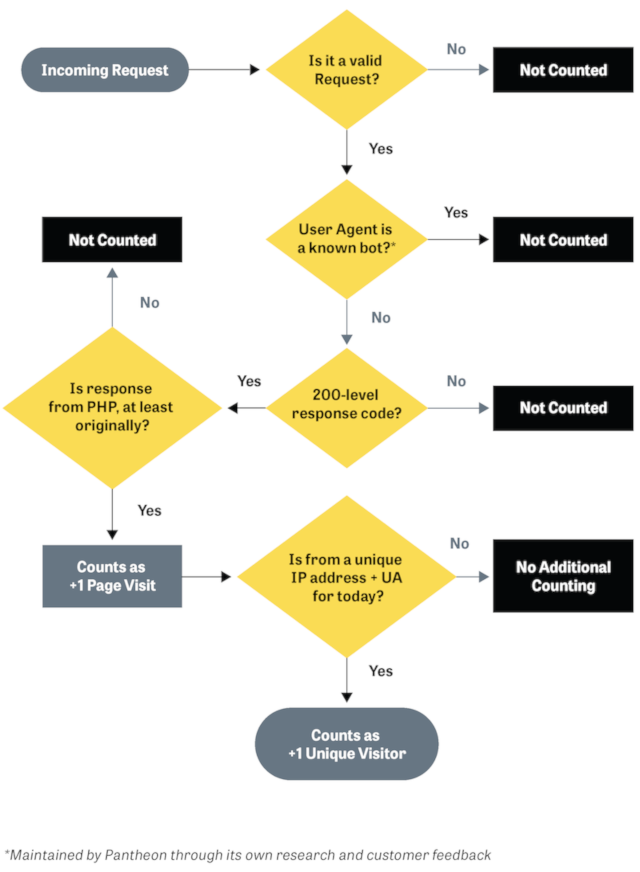 Incoming Request
Is it a valid
Request?
No
Not Counted
Yes
User Agent is
a known bot?*
Yes
Not Counted
No
200-level
response code?
No
Not Counted
Yes
Is response
from PHP, at least
originally?
No
Not Counted
Yes
Counts as
+1 Page Visit
Is from a unique
IP address + UA
for today?
No
No Additional
Counting
Yes
Counts as
+1 Unique Visitor
*Maintained by Pantheon through its own research and customer feedback